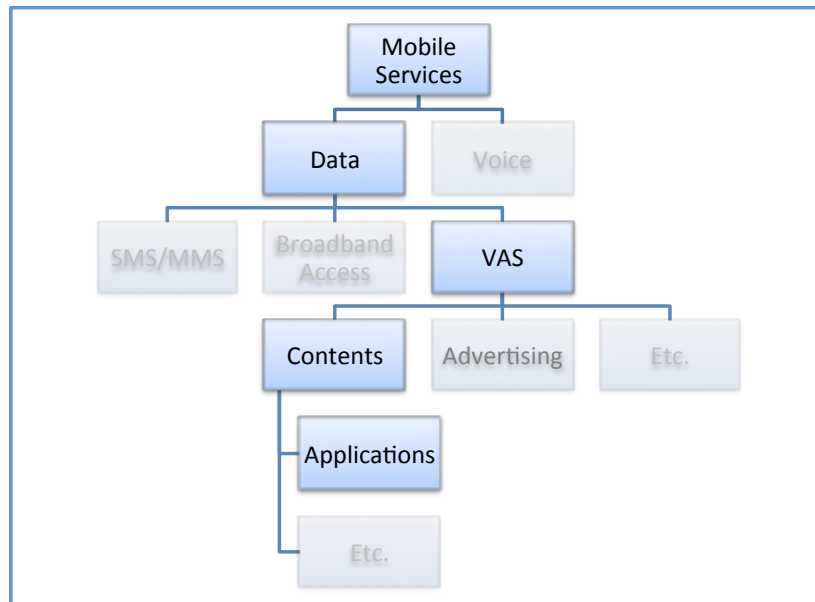 Mobile
Services
Data
Voice
SMS/MMS
Broadband
Access
VAS
Contents
Advertising
Etc.
Applications
Etc.